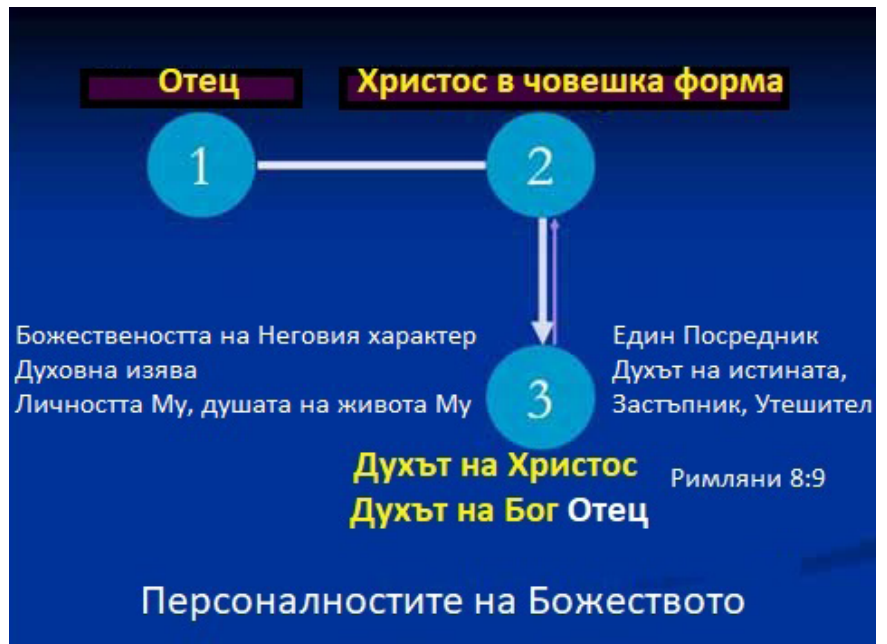 Отец
Христос в човешка форма
1
2
Божествеността на Неговия характер
Духовна изява
Личността Му, душата на живота Му
3
Един Посредник
Духът на истината,
Застъпник, Утешител
Духът на Христос
Духът на Бог Отец
Римляни 8:9
Персоналностите на Божеството